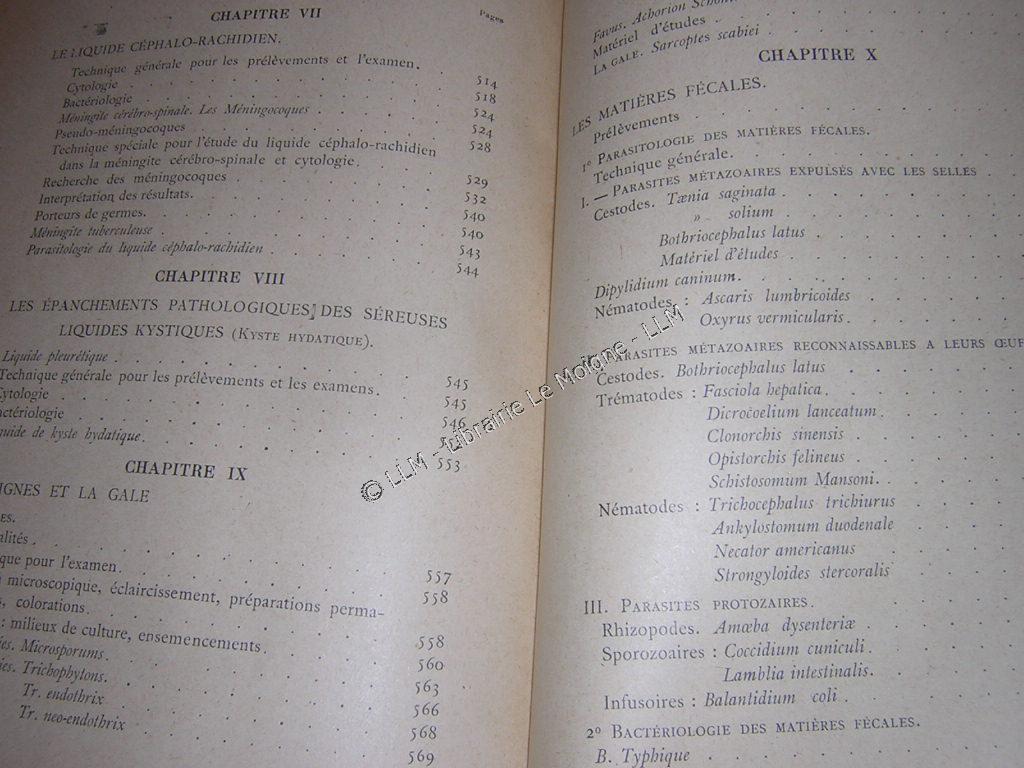 CHAPITRE VII
Pages
LE LIQUIDE CÉPHALO-RACHIDIEN.
Technique générale pour les prélèvements et l'examen. 514
Cytologie 518
Bactériologie 524
Méningite cérébro-spinale. Les Méningocoques 524
Pseudo-méningocoques 528
Technique spéciale pour l'étude du liquide céphalo-rachidien
dans la méningite cérébro-spinale et cytologie. 529
Recherche des méningocoques 532
Interprétation des résultats. 540
Porteurs de germes. 540
Méningite tuberculeuse 543
Parasitologie du liquide céphalo-rachidien 544
CHAPITRE VIII
LES ÉPANCHEMENTS PATHOLOGIQUES DES SÉREUSES
LIQUIDES KYSTIQUES (KYSTE HYDATIQUE).
Liquide pleurétique 545
Technique générale pour les prélèvements et les examens. 545
Cytologie 546
actériologie
uide de kyste hydatique. 553
CHAPITRE IX
IGNES ET LA GALE
ES.
alités. 557
que pour l'examen. 558
microscopique, éclaircissement, préparations perma-
s, colorations. 558
: milieux de culture, ensemencements. 560
ies. Microsporums. 563
ies. Trichophytons. 566
Tr. endothrix 568
Tr. neo-endothrix 569
Favus. Achorion
Matériel d'études
LA GALE. Sarcoptes scabiei
CHAPITRE X
LES MATIÈRES FÉCALES.
Prélèvements
1° PARASITOLOGIE DES MATIÈRES FÉCALES.
Technique générale.
I. — PARASITES MÉTAZOAIRES EXPULSÉS AVEC LES SELLES
Cestodes. Tænia saginata
» solium
Bothriocephalus latus
Matériel d'études
Dipylidium caninum.
Nématodes : Ascaris lumbricoides
Oxyrus vermicularis.
PARASITES MÉTAZOAIRES RECONNAISSABLES A LEURS ŒUF
Cestodes. Bothriocephalus latus
Trématodes : Fasciola hepatica
Dicrocoelium lanceatum
Clonorchis sinensis
Opistorchis felineus
Schistosomum Mansoni
Nématodes : Trichocephalus trichiurus
Ankylostomum duodenale
Necator americanus
Strongyloides stercoralis
III. PARASITES PROTOZAIRES.
Rhizopodes. Amœba dysenteriæ
Sporozoaires : Coccidium cuniculi
Lamblia intestinalis.
Infusoires : Balantidium coli
2° BACTÉRIOLOGIE DES MATIÈRES FÉCALES.
B. Typhique
© LLM - Librairie Le Moigne - LLM